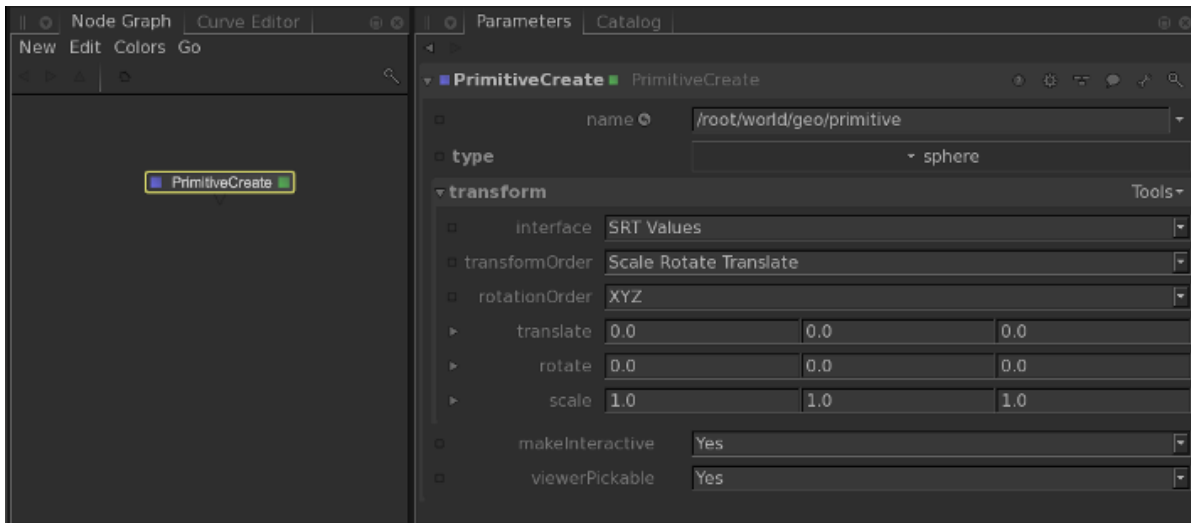 Node Graph Curve Editor
New Edit Colors Go
PrimitiveCreate
Parameters Catalog
PrimitiveCreate PrimitiveCreate
name /root/world/geo/primitive
type sphere
transform Tools
interface SRT Values
transformOrder Scale Rotate Translate
rotationOrder XYZ
translate 0.0 0.0 0.0
rotate 0.0 0.0 0.0
scale 1.0 1.0 1.0
makeInteractive Yes
viewerPickable Yes